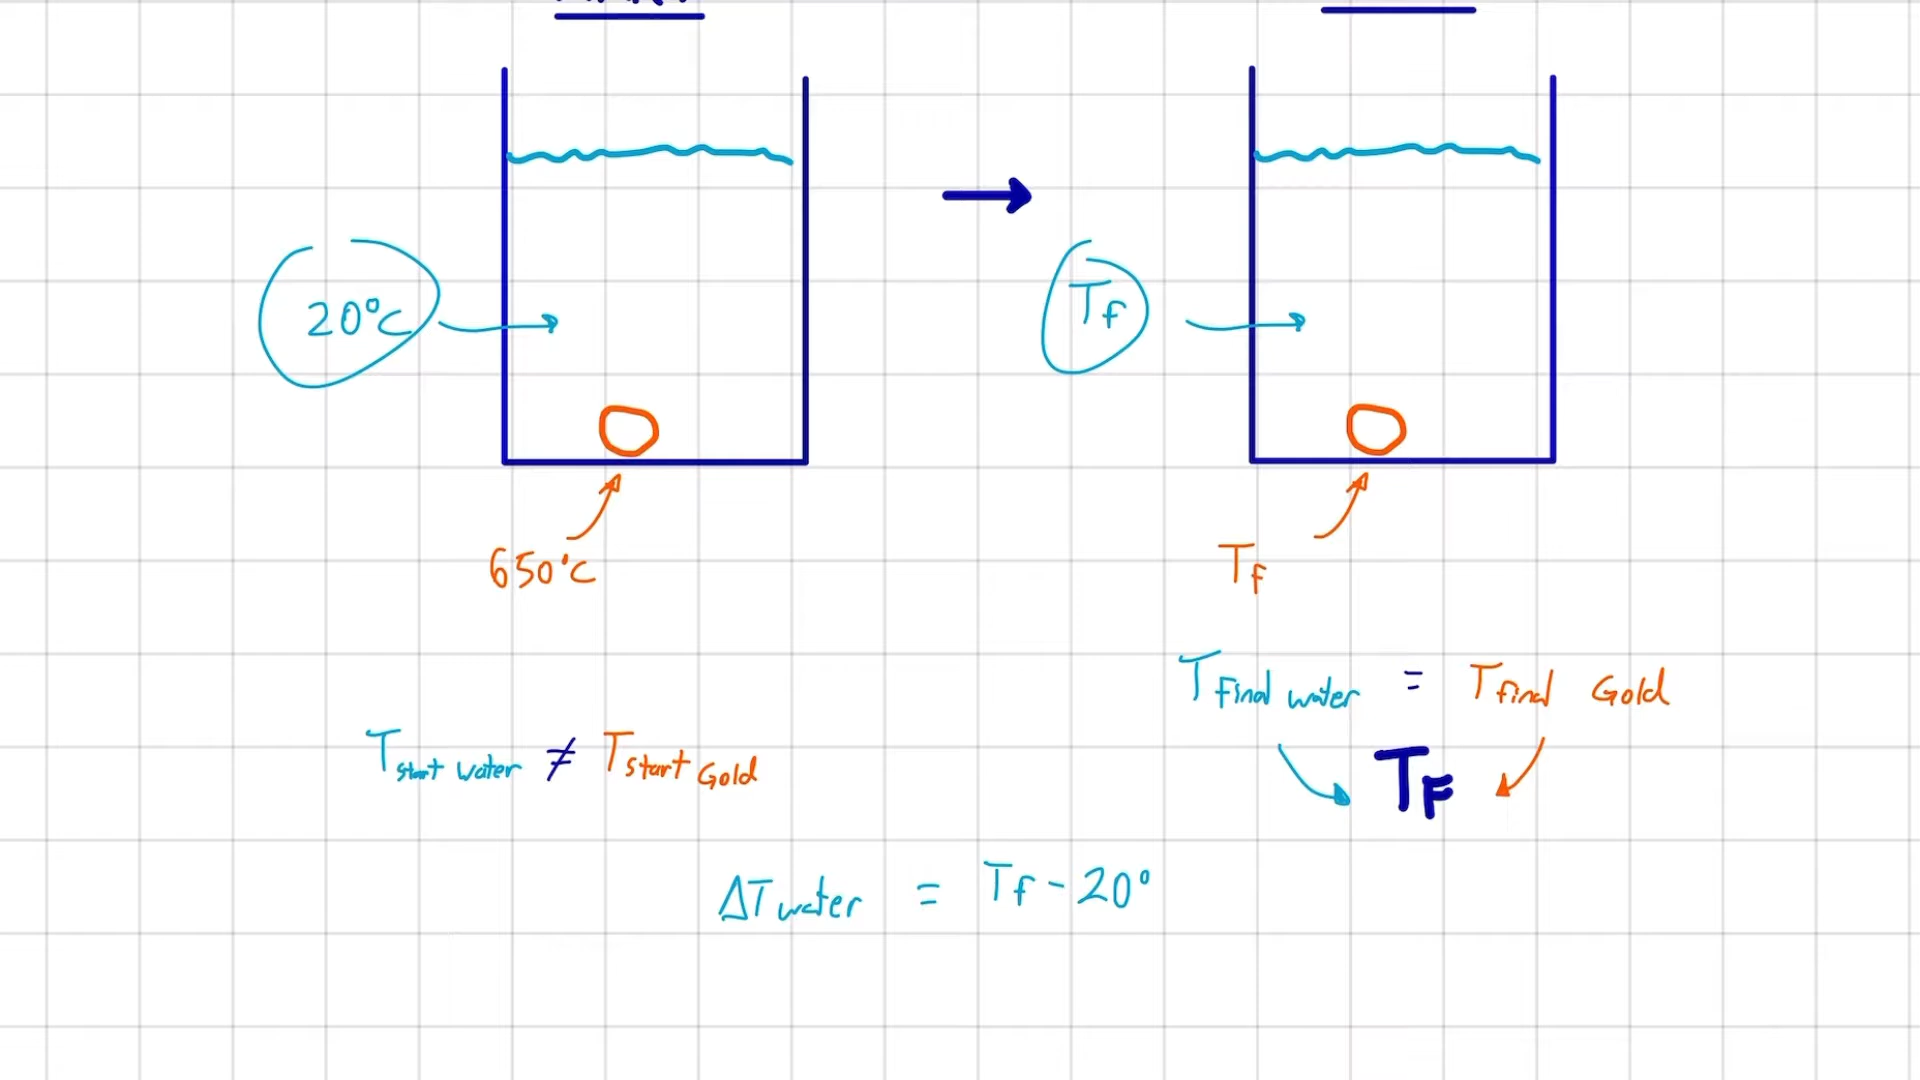 20°C
Tf
650°C
TF
TFinal water = Tfinal Gold
Tstart water ≠ Tstart Gold
TF
ΔTwater = Tf - 20°